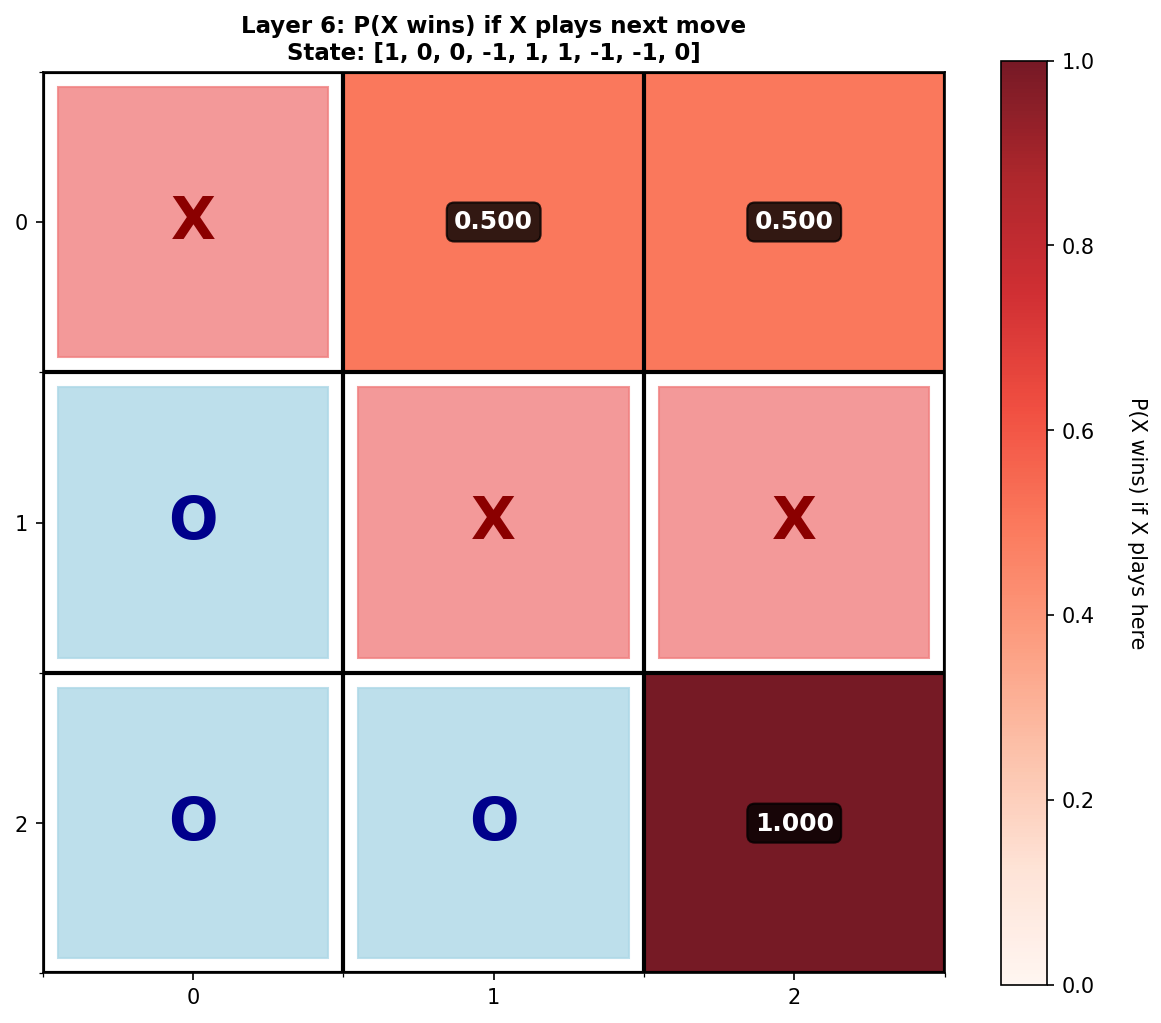 Layer 6: P(X wins) if X plays next move
State: [1, 0, 0, -1, 1, 1, -1, -1, 0]
0
X
0.500
0.500
1
O
X
X
2
O
O
1.000
0
1
2
1.0
0.8
0.6
0.4
0.2
0.0
P(X wins) if X plays here